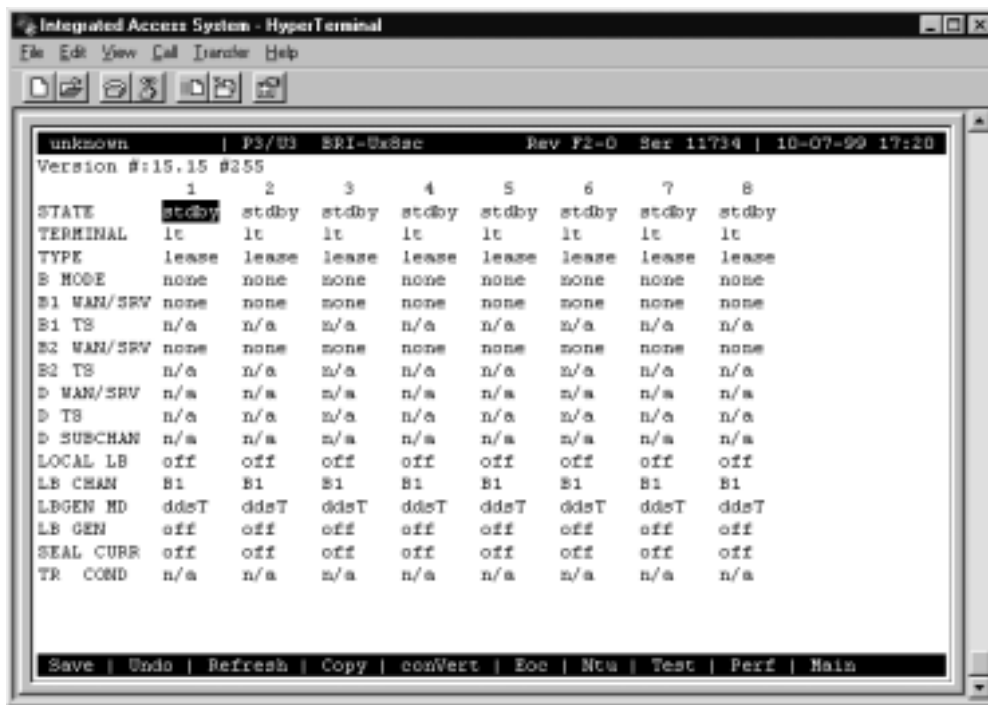 Integrated Access System - HyperTerminal
File Edit View Call Transfer Help
unknown | P3/U3 BRI-Ux8sc Rev F2-0 Ser 11734 | 10-07-99 17:20
Version #:15.15 #255
1 2 3 4 5 6 7 8
STATE stdby stdby stdby stdby stdby stdby stdby stdby
TERMINAL lt lt lt lt lt lt lt lt
TYPE lease lease lease lease lease lease lease lease
B MODE none none none none none none none none
B1 WAN/SRV none none none none none none none none
B1 TS n/a n/a n/a n/a n/a n/a n/a n/a
B2 WAN/SRV none none none none none none none none
B2 TS n/a n/a n/a n/a n/a n/a n/a n/a
D WAN/SRV n/a n/a n/a n/a n/a n/a n/a n/a
D TS n/a n/a n/a n/a n/a n/a n/a n/a
D SUBCHAN n/a n/a n/a n/a n/a n/a n/a n/a
LOCAL LB off off off off off off off off
LB CHAN B1 B1 B1 B1 B1 B1 B1 B1
LBGEN MD ddsT ddsT ddsT ddsT ddsT ddsT ddsT ddsT
LB GEN off off off off off off off off
SEAL CURR off off off off off off off off
TR COND n/a n/a n/a n/a n/a n/a n/a n/a
Save | Undo | Refresh | Copy | conVert | Eoc | Ntu | Test | Perf | Main